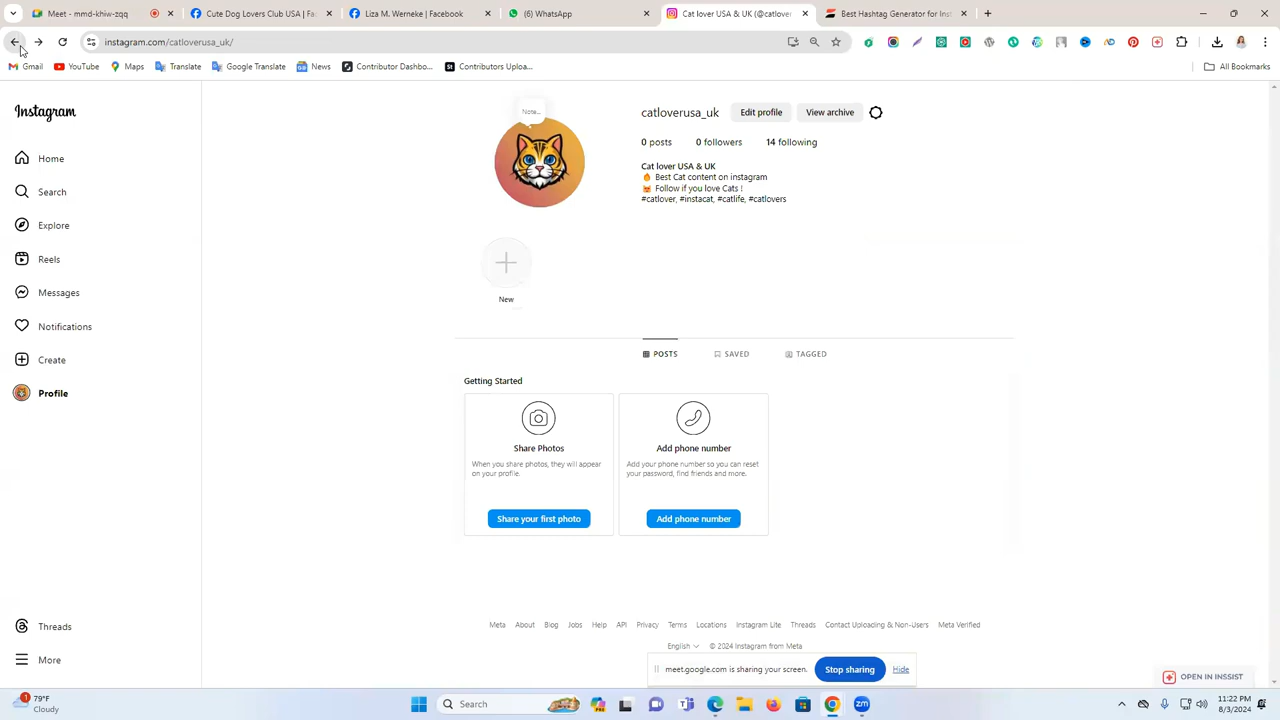 Meet - mmd-khiw-zwq
Cute Dog Lovers Club USA | Fa
Liza M. Werneke | Facebook
(6) WhatsApp
Cat lover USA & UK (@catlover
Best Hashtag Generator for Inst
instagram.com/catloverusa_uk/
Gmail YouTube Maps Translate Google Translate News Contributor Dashbo... Contributors Uploa... All Bookmarks
Instagram
Home
Search
Explore
Reels
Messages
Notifications
Create
Profile
Threads
More
Note...
catloverusa_uk Edit profile View archive
0 posts 0 followers 14 following
Cat lover USA & UK
Best Cat content on instagram
Follow if you love Cats !
#catlover, #instacat, #catlife, #catlovers
New
POSTS SAVED TAGGED
Getting Started
Share Photos
When you share photos, they will appear
on your profile.
Share your first photo
Add phone number
Add your phone number so you can reset
your password, find friends and more.
Add phone number
Meta About Blog Jobs Help API Privacy Terms Locations Instagram Lite Threads Contact Uploading & Non-Users Meta Verified
English © 2024 Instagram from Meta
meet.google.com is sharing your screen. Stop sharing Hide
OPEN IN INSSIST
1
79°F
Cloudy
Search
8/3/2024